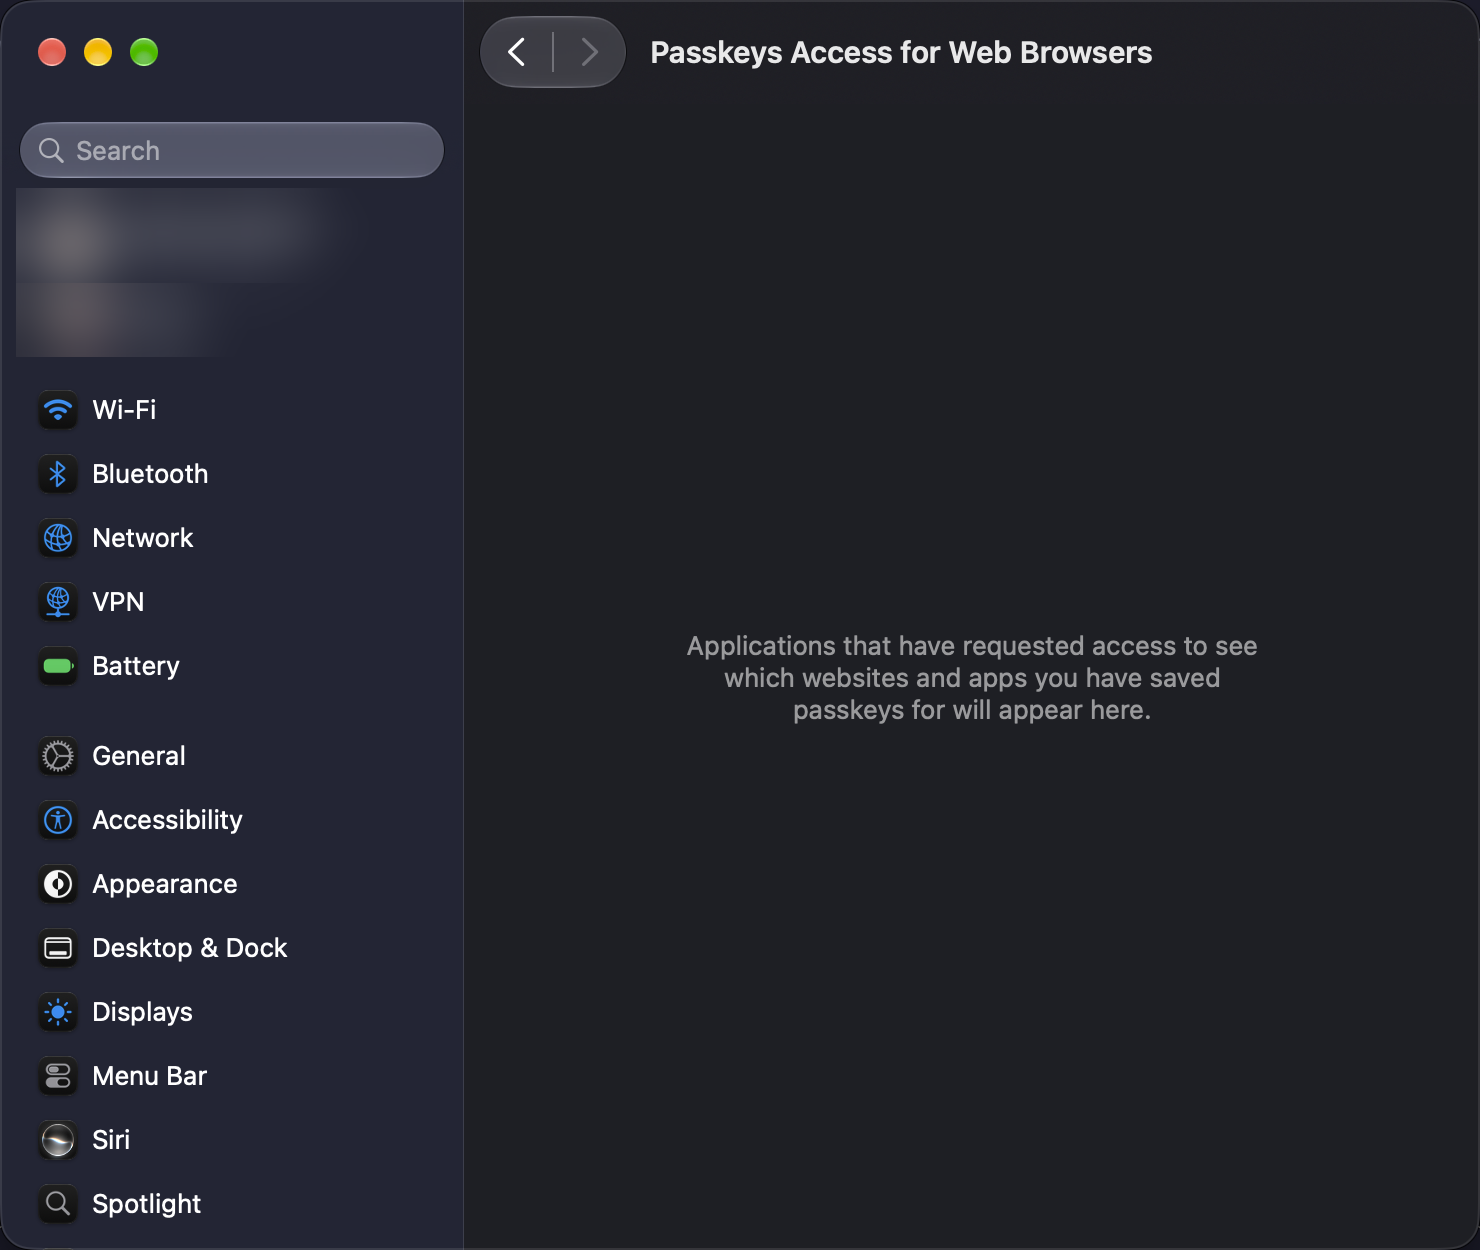 Passkeys Access for Web Browsers
Search
Wi-Fi
Bluetooth
Network
VPN
Battery
General
Accessibility
Appearance
Desktop & Dock
Displays
Menu Bar
Siri
Spotlight
Applications that have requested access to see
which websites and apps you have saved
passkeys for will appear here.